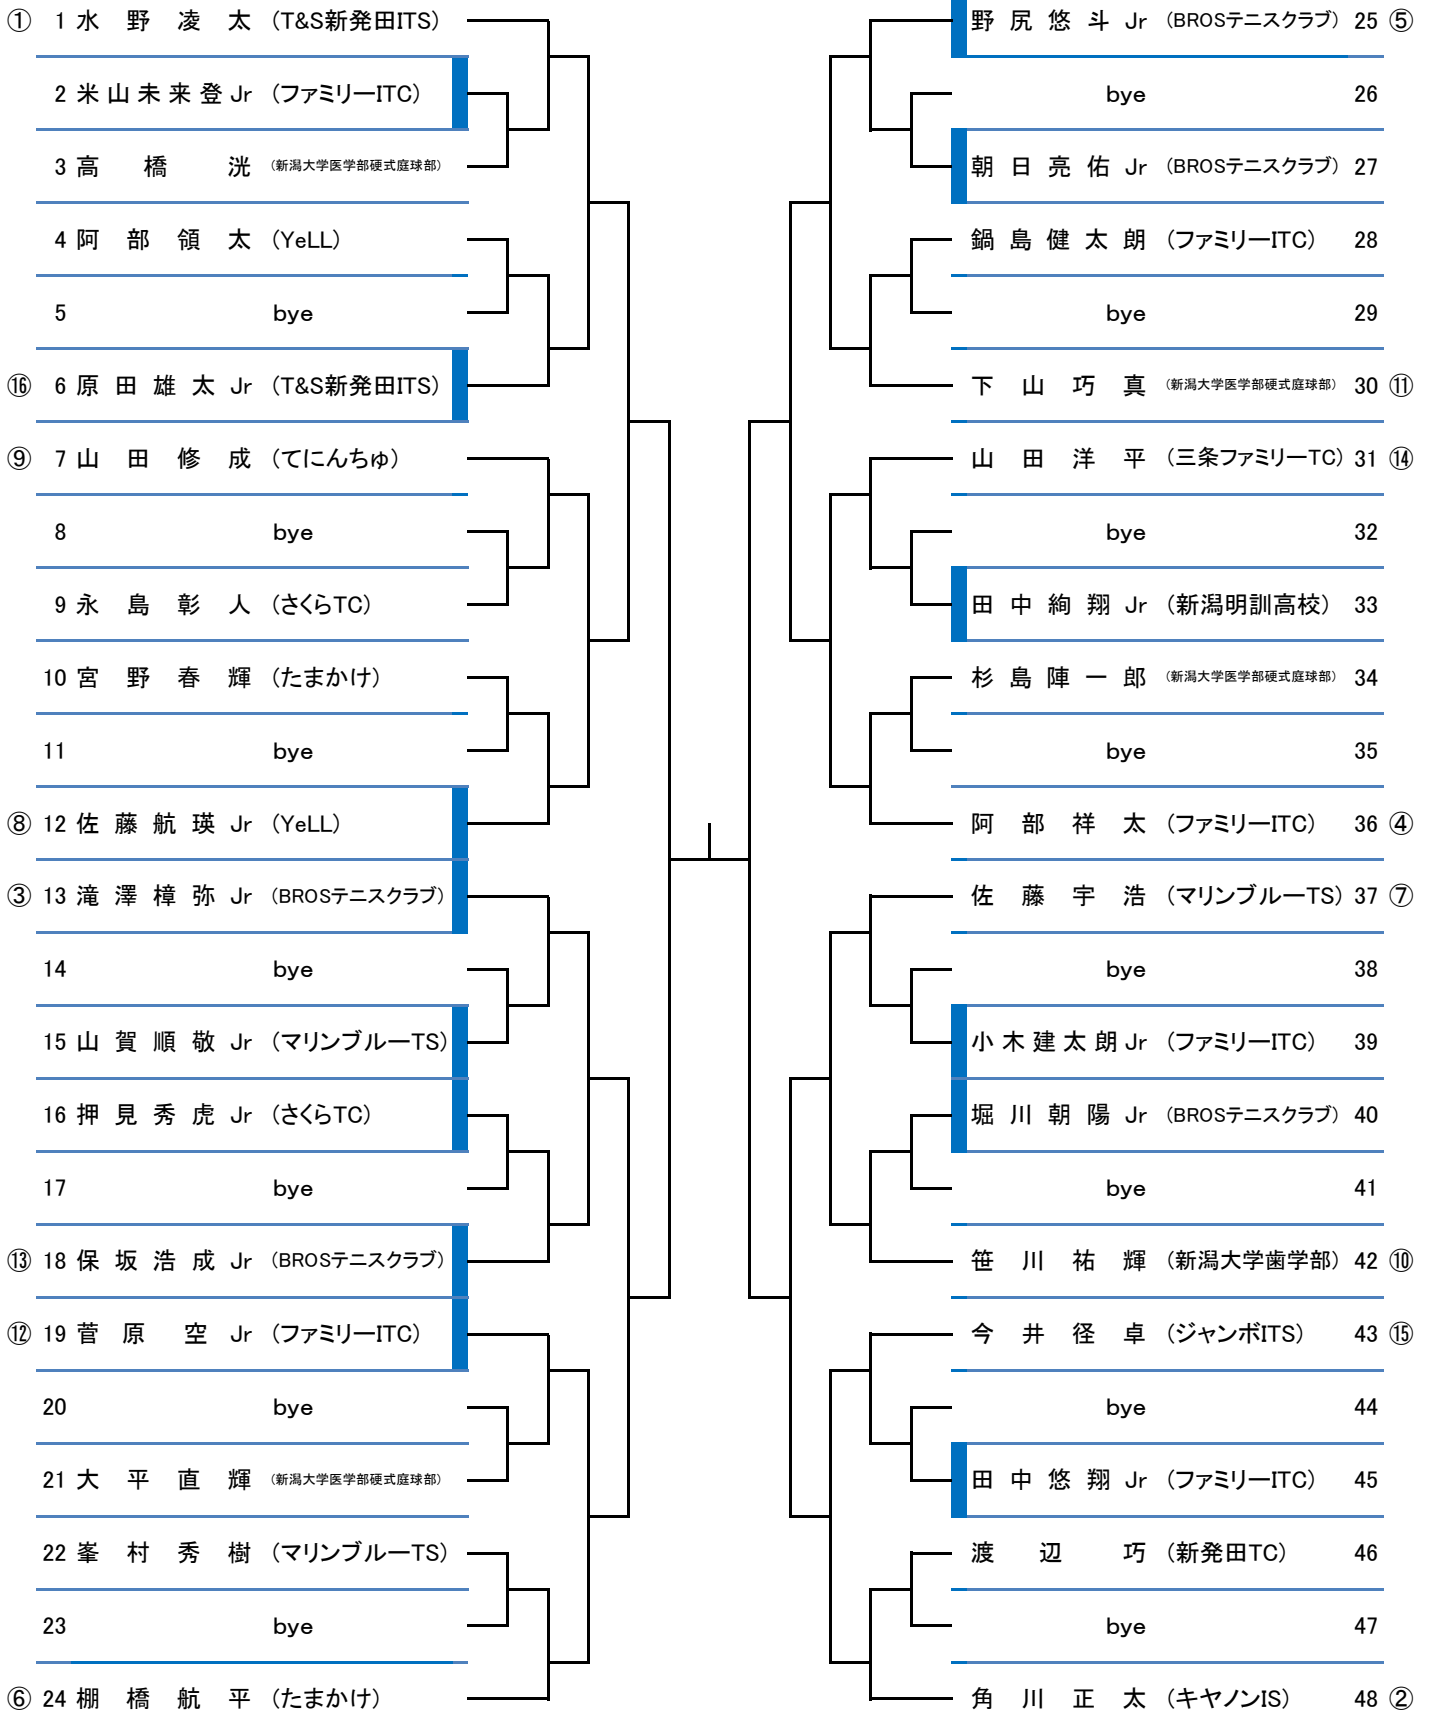 ① 1 水野凌太 (T&S新発田ITS)
2 米山未来登 Jr (ファミリーITC)
3 高橋洸 (新潟大学医学部硬式庭球部)
4 阿部領太 (YeLL)
5 bye
⑯ 6 原田雄太 Jr (T&S新発田ITS)
⑨ 7 山田修成 (てにんちゅ)
8 bye
9 永島彰人 (さくらTC)
10 宮野春輝 (たまかけ)
11 bye
⑧ 12 佐藤航瑛 Jr (YeLL)
③ 13 滝澤樟弥 Jr (BROSテニスクラブ)
14 bye
15 山賀順敬 Jr (マリンブルーTS)
16 押見秀虎 Jr (さくらTC)
17 bye
⑬ 18 保坂浩成 Jr (BROSテニスクラブ)
⑫ 19 菅原空 Jr (ファミリーITC)
20 bye
21 大平直輝 (新潟大学医学部硬式庭球部)
22 峯村秀樹 (マリンブルーTS)
23 bye
⑥ 24 棚橋航平 (たまかけ)
野尻悠斗 Jr (BROSテニスクラブ) 25 ⑤
bye 26
朝日亮佑 Jr (BROSテニスクラブ) 27
鍋島健太朗 (ファミリーITC) 28
bye 29
下山巧真 (新潟大学医学部硬式庭球部) 30 ⑪
山田洋平 (三条ファミリーTC) 31 ⑭
bye 32
田中絢翔 Jr (新潟明訓高校) 33
杉島陣一郎 (新潟大学医学部硬式庭球部) 34
bye 35
阿部祥太 (ファミリーITC) 36 ④
佐藤宇浩 (マリンブルーTS) 37 ⑦
bye 38
小木建太朗 Jr (ファミリーITC) 39
堀川朝陽 Jr (BROSテニスクラブ) 40
bye 41
笹川祐輝 (新潟大学歯学部) 42 ⑩
今井径卓 (ジャンボITS) 43 ⑮
bye 44
田中悠翔 Jr (ファミリーITC) 45
渡辺巧 (新発田TC) 46
bye 47
角川正太 (キヤノンIS) 48 ②